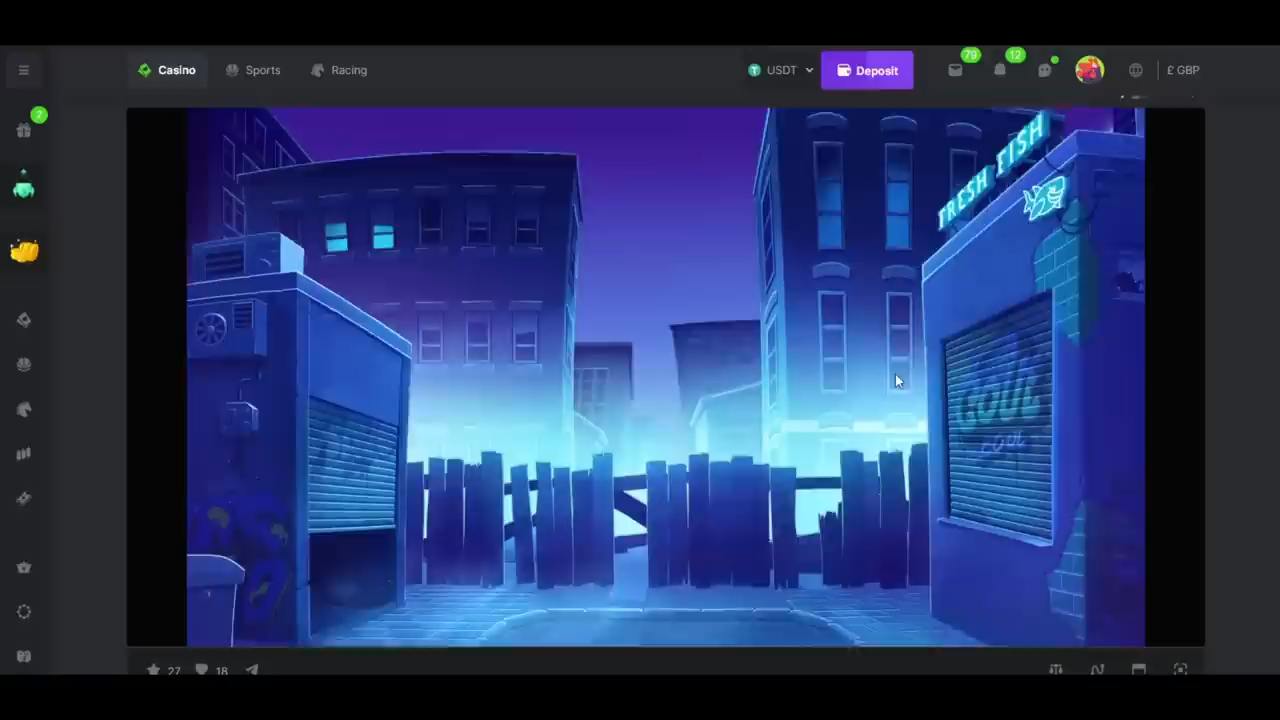 Casino
Sports
Racing
USDT
Deposit
79
12
£ GBP
2
FRESH FISH
27
18